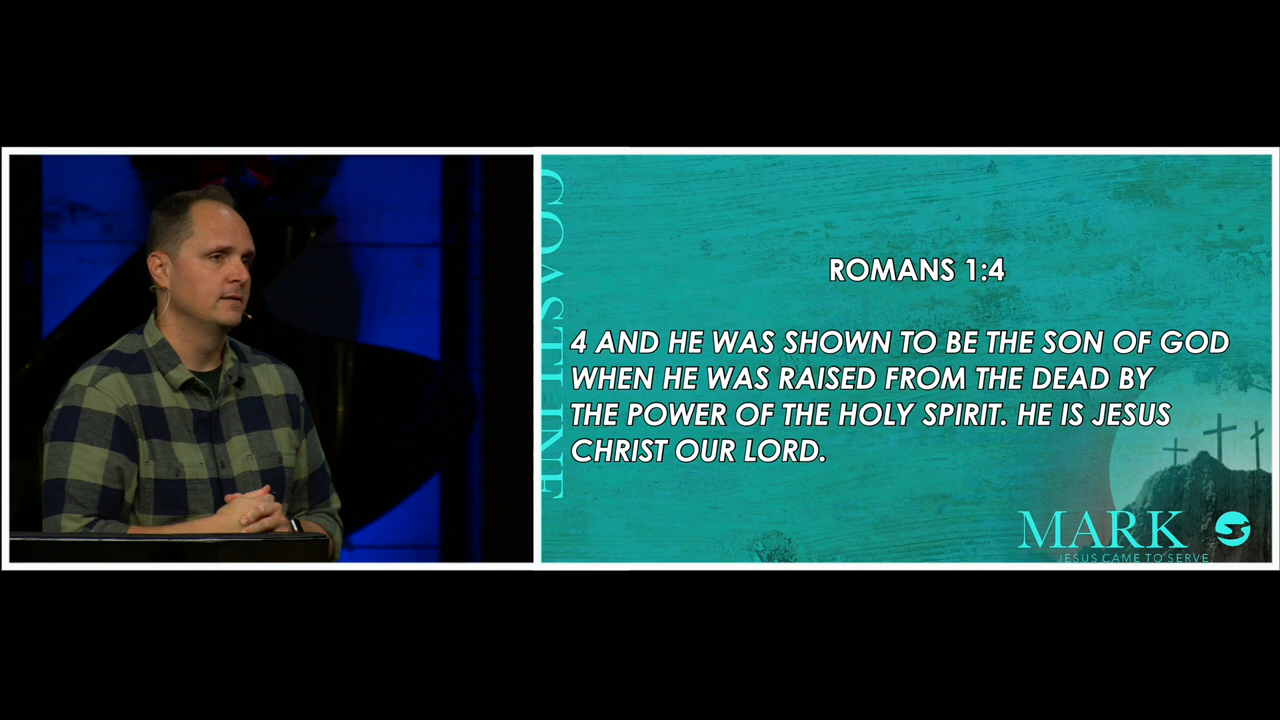 COASTLINE
ROMANS 1:4
4 AND HE WAS SHOWN TO BE THE SON OF GOD
WHEN HE WAS RAISED FROM THE DEAD BY
THE POWER OF THE HOLY SPIRIT. HE IS JESUS
CHRIST OUR LORD.
MARK
JESUS CAME TO SERVE